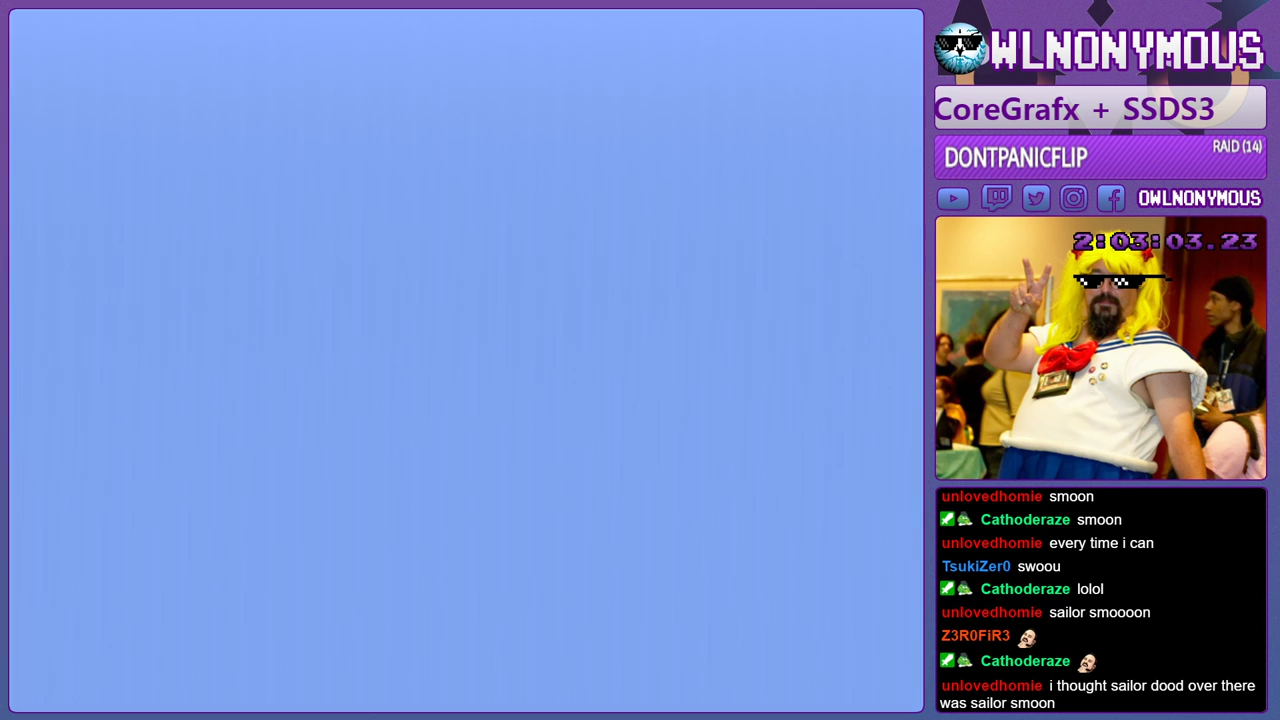 WLNONYMOUS
CoreGrafx + SSDS3
DONTPANICFLIP
RAID (14)
OWLNONYMOUS
2:03:03.23
unlovedhomie smoon
Cathoderaze smoon
unlovedhomie every time i can
TsukiZer0 swoou
Cathoderaze lolol
unlovedhomie sailor smoooon
Z3R0FiR3
Cathoderaze
unlovedhomie i thought sailor dood over there
was sailor smoon